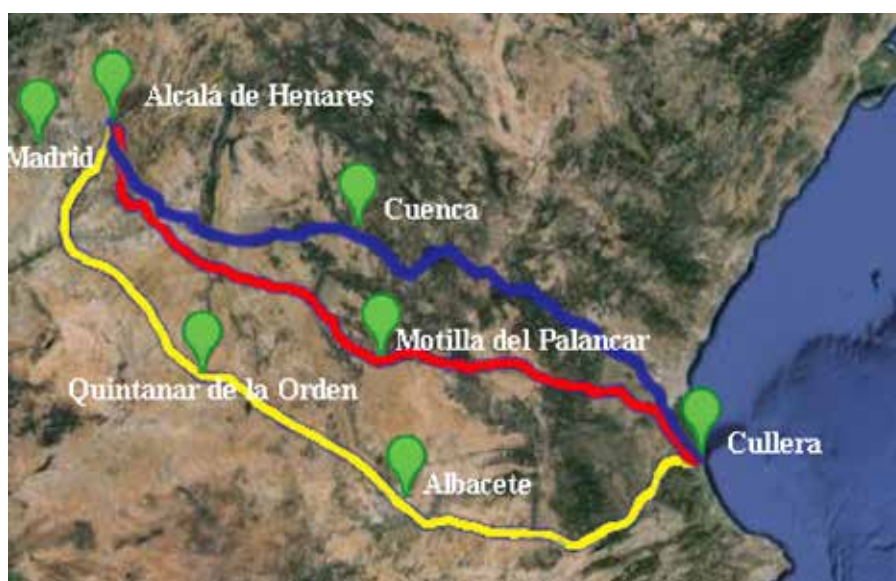 Alcalá de Henares
Madrid
Cuenca
Motilla del Palancar
Quintanar de la Orden
Cullera
Albacete